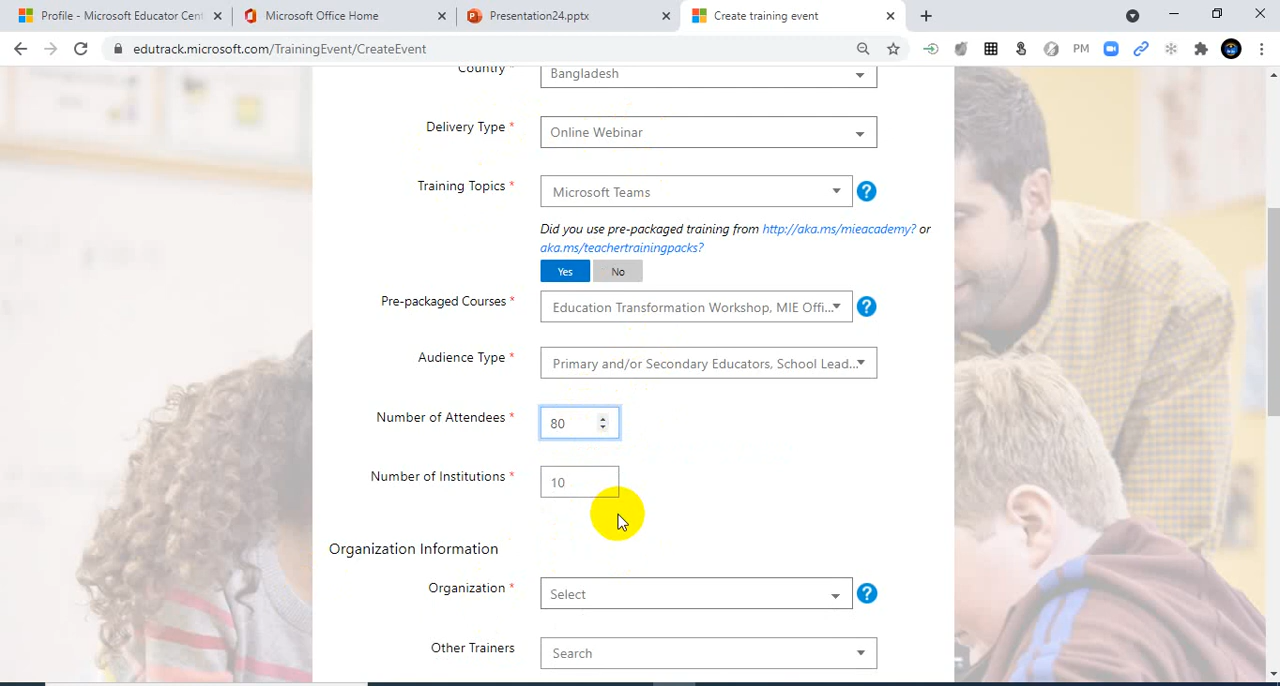 Profile - Microsoft Educator Cent
Microsoft Office Home
Presentation24.pptx
Create training event
edutrack.microsoft.com/TrainingEvent/CreateEvent
PM
Country *
Bangladesh
Delivery Type *
Online Webinar
Training Topics *
Microsoft Teams
?
Did you use pre-packaged training from http://aka.ms/mieacademy? or
aka.ms/teachertrainingpacks?
Yes
No
Pre-packaged Courses *
Education Transformation Workshop, MIE Offi...
?
Audience Type *
Primary and/or Secondary Educators, School Lead...
Number of Attendees *
80
Number of Institutions *
10
Organization Information
Organization *
Select
?
Other Trainers
Search